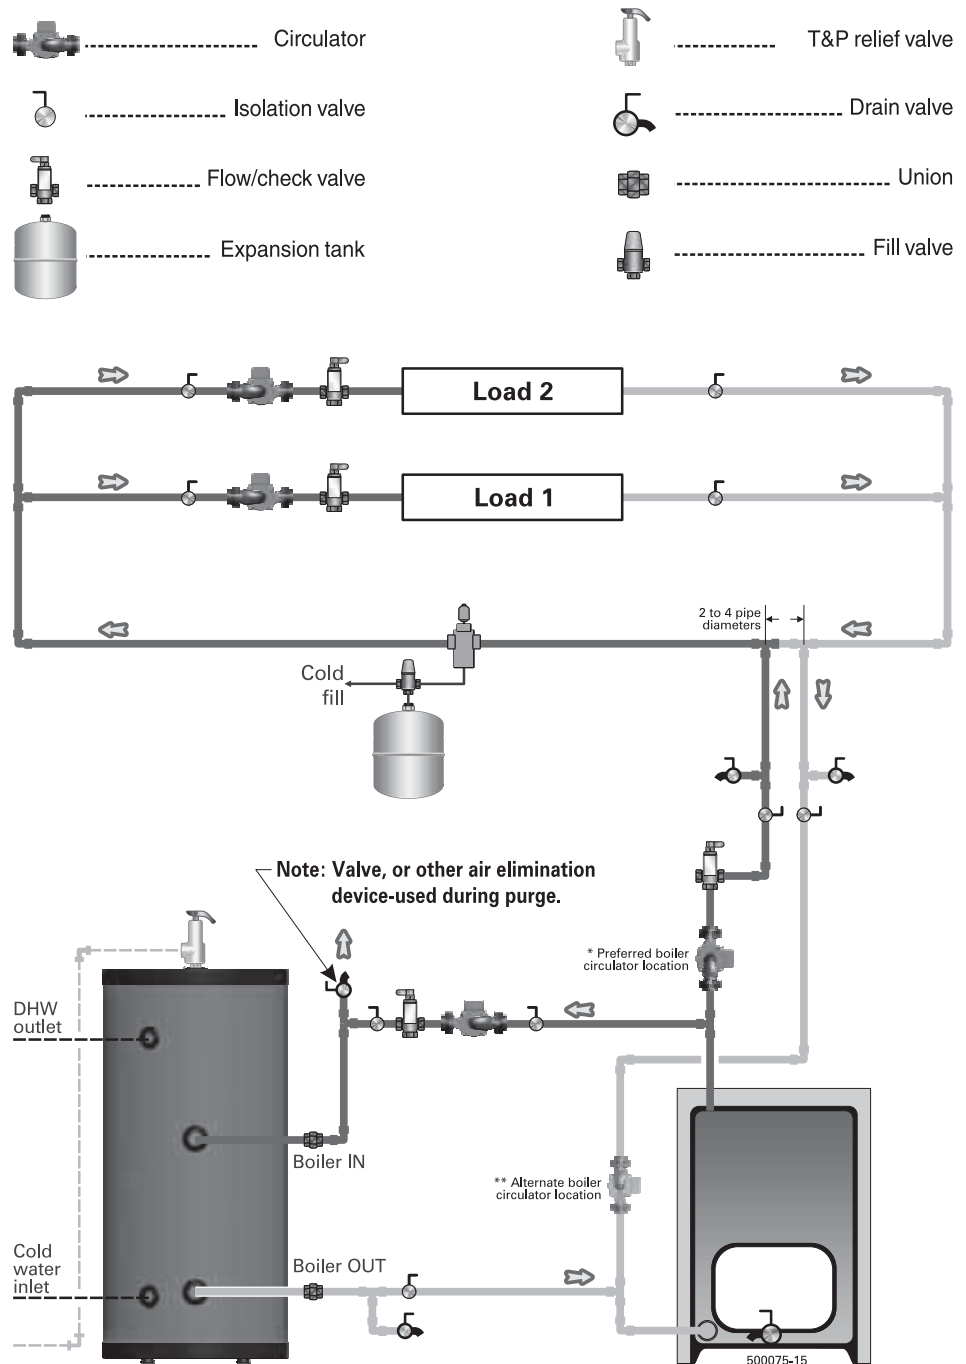 Circulator
T&P relief valve
Isolation valve
Drain valve
Flow/check valve
Union
Expansion tank
Fill valve
Load 2
Load 1
2 to 4 pipe
diameters
Cold
fill
Note: Valve, or other air elimination
device-used during purge.
* Preferred boiler
circulator location
DHW
outlet
Boiler IN
** Alternate boiler
circulator location
Cold
water
inlet
Boiler OUT
500075-15